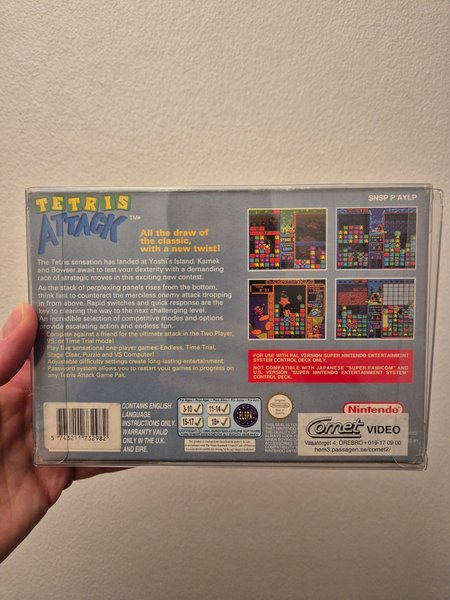 TETRIS
ATTACK™
SNSP P AYLP
All the draw of
the classic,
with a new twist!
The Tetris sensation has landed at Yoshi's Island. Kamek
and Bowser await to test your dexterity with a demanding
race of strategic moves in this exciting new contest.
As the stack of perplexing panels rises from the bottom,
think fast to counteract the merciless enemy attack dropping
in from above. Rapid switches and quick response are the
key to clearing the way to the next challenging level.
An incredible selection of competitive modes and options
provide escalating action and endless fun.
Compete against a friend for the ultimate attack in the Two Player,
VS, or Time Trial mode!
Play five sensational one-player games: Endless, Time Trial,
Stage Clear, Puzzle and VS Computer!
Adjustable difficulty settings create long-lasting entertainment.
Password system allows you to restart your games in progress on
any Tetris Attack Game Pak.
FOR USE WITH PAL VERSION SUPER NINTENDO ENTERTAINMENT
SYSTEM CONTROL DECK ONLY.
NOT COMPATIBLE WITH JAPANESE "SUPER FAMICOM" AND
U.S. VERSION "SUPER NINTENDO ENTERTAINMENT SYSTEM"
CONTROL DECK.
5 743211 732982
CONTAINS ENGLISH
LANGUAGE
INSTRUCTIONS ONLY.
WARRANTY VALID
ONLY IN THE U.K.
AND EIRE.
3-10 11-14
15-17 18+
ELSPA
Nintendo
Comet VIDEO
Vasatorget 4, ÖREBRO • 019-17 09 00
hem3.passagen.se/comet2/